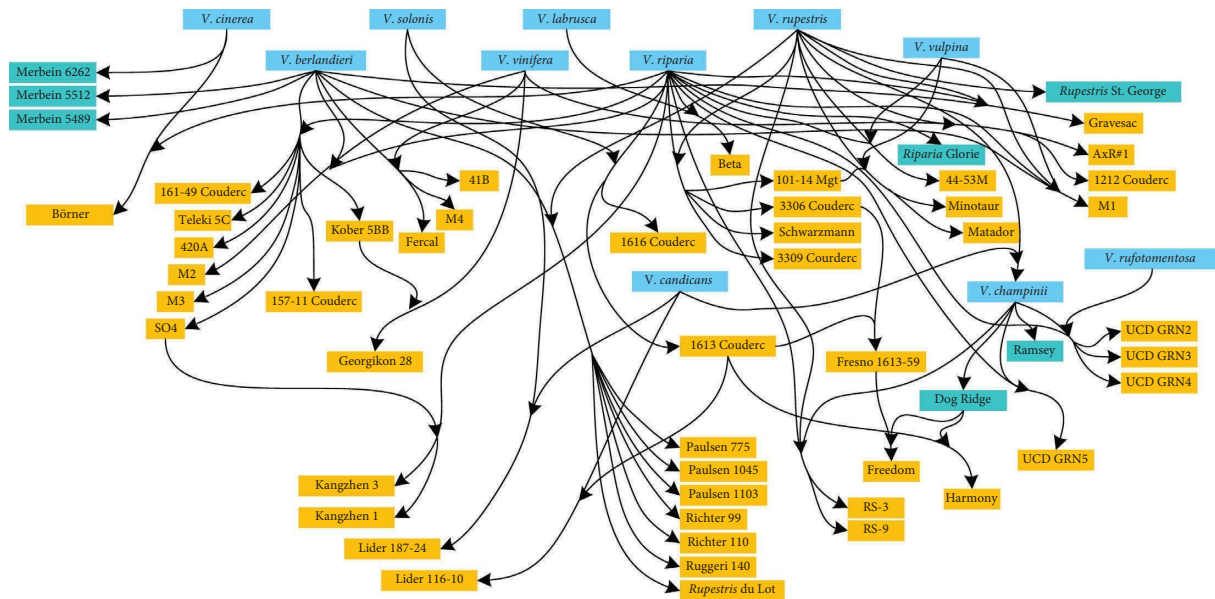 V. cinerea
V. solonis
V. labrusca
V. rupestris
V. vulpina
V. berlandieri
V. vinifera
V. riparia
Merbein 6262
Merbein 5512
Merbein 5489
Rupestris St. George
Gravesac
Riparia Glorie
AxR#1
Beta
161-49 Couderc
41B
101-14 Mgt
44-53M
1212 Couderc
Börner
Teleki 5C
M4
3306 Couderc
Minotaur
M1
Kober 5BB
Fercal
1616 Couderc
Schwarzmann
Matador
420A
3309 Courderc
V. rufotomentosa
M2
M3
157-11 Couderc
V. candicans
V. champinii
SO4
UCD GRN2
1613 Couderc
Ramsey
Georgikon 28
Fresno 1613-59
UCD GRN3
UCD GRN4
Dog Ridge
Paulsen 775
UCD GRN5
Paulsen 1045
Freedom
Kangzhen 3
Paulsen 1103
Harmony
RS-3
Kangzhen 1
Richter 99
RS-9
Lider 187-24
Richter 110
Ruggeri 140
Lider 116-10
Rupestris du Lot